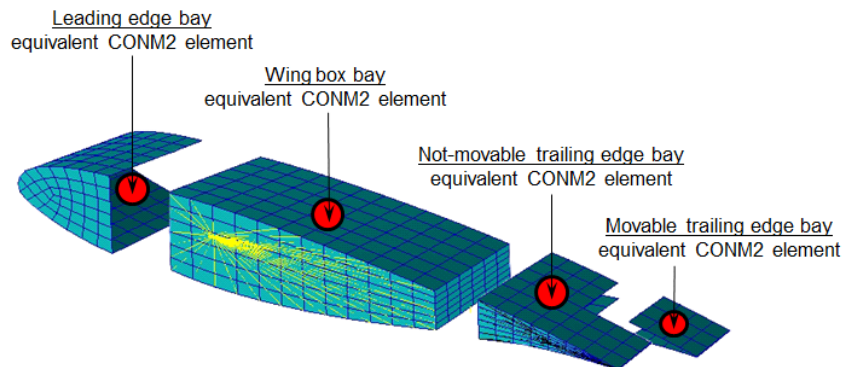 Leading edge bay
equivalent CONM2 element
Wing box bay
equivalent CONM2 element
Not-movable trailing edge bay
equivalent CONM2 element
Movable trailing edge bay
equivalent CONM2 element